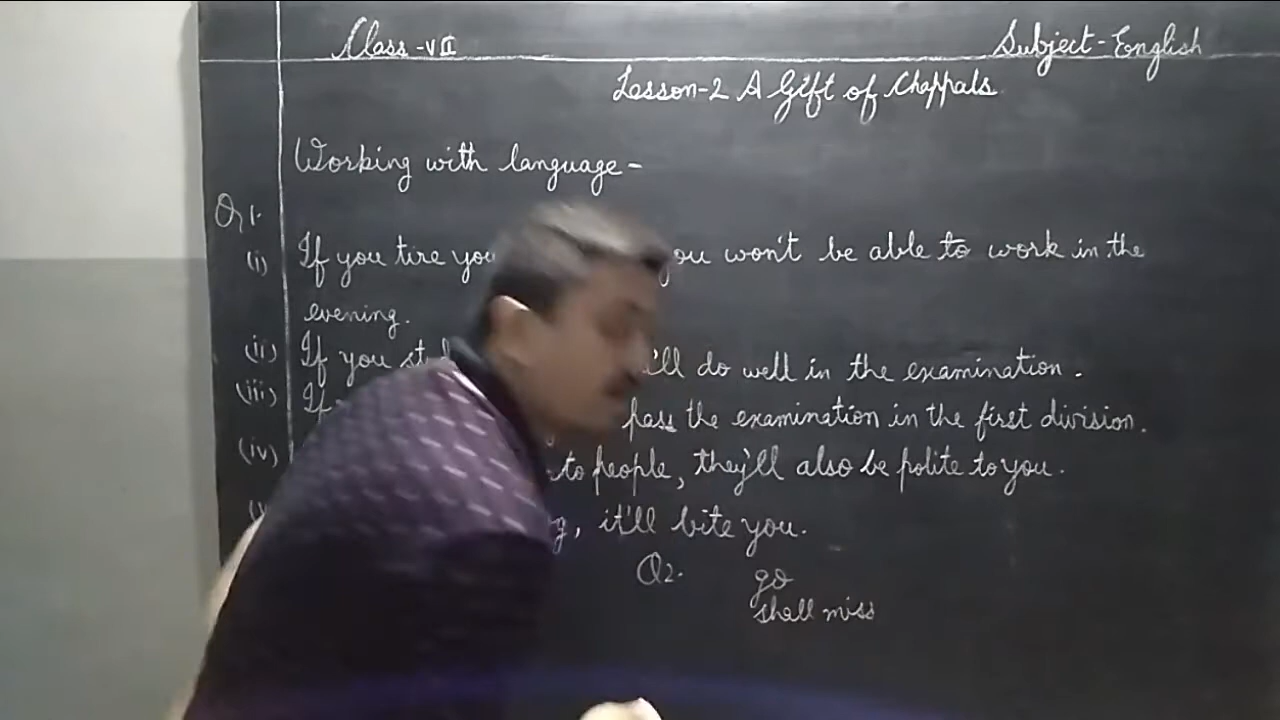 Class - VII
Subject - English
Lesson-2 A Gift of Chappals
Working with language -
Q1.
(i) If you tire you won't be able to work in the
evening.
(ii) If you 'll do well in the examination.
(iii) If pass the examination in the first division.
(iv) to people, they'll also be polite to you.
, it'll bite you.
Q2. go
shall miss